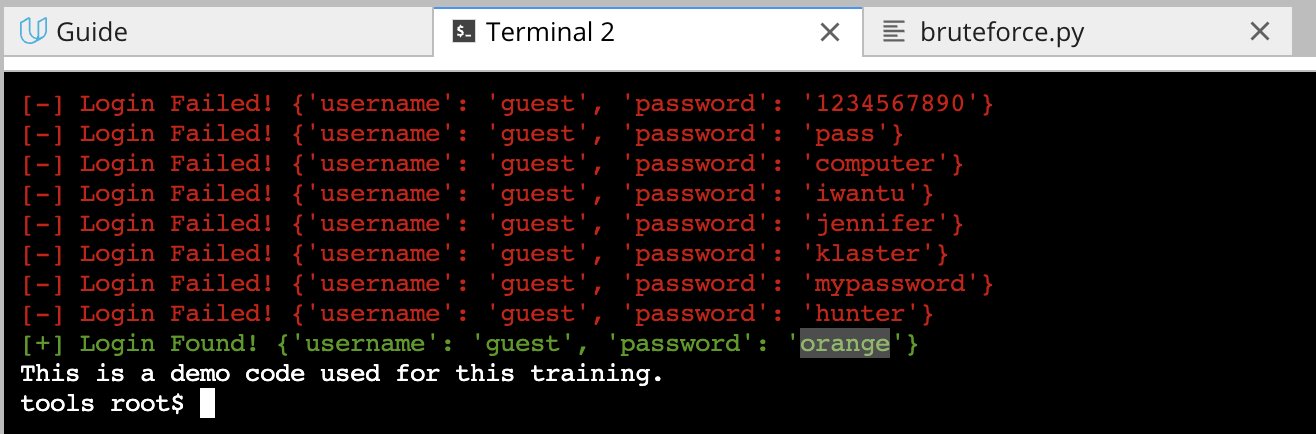 Guide
Terminal 2
bruteforce.py
[-] Login Failed! {'username': 'guest', 'password': '1234567890'}
[-] Login Failed! {'username': 'guest', 'password': 'pass'}
[-] Login Failed! {'username': 'guest', 'password': 'computer'}
[-] Login Failed! {'username': 'guest', 'password': 'iwantu'}
[-] Login Failed! {'username': 'guest', 'password': 'jennifer'}
[-] Login Failed! {'username': 'guest', 'password': 'klaster'}
[-] Login Failed! {'username': 'guest', 'password': 'mypassword'}
[-] Login Failed! {'username': 'guest', 'password': 'hunter'}
[+] Login Found! {'username': 'guest', 'password': 'orange'}
This is a demo code used for this training.
tools root$